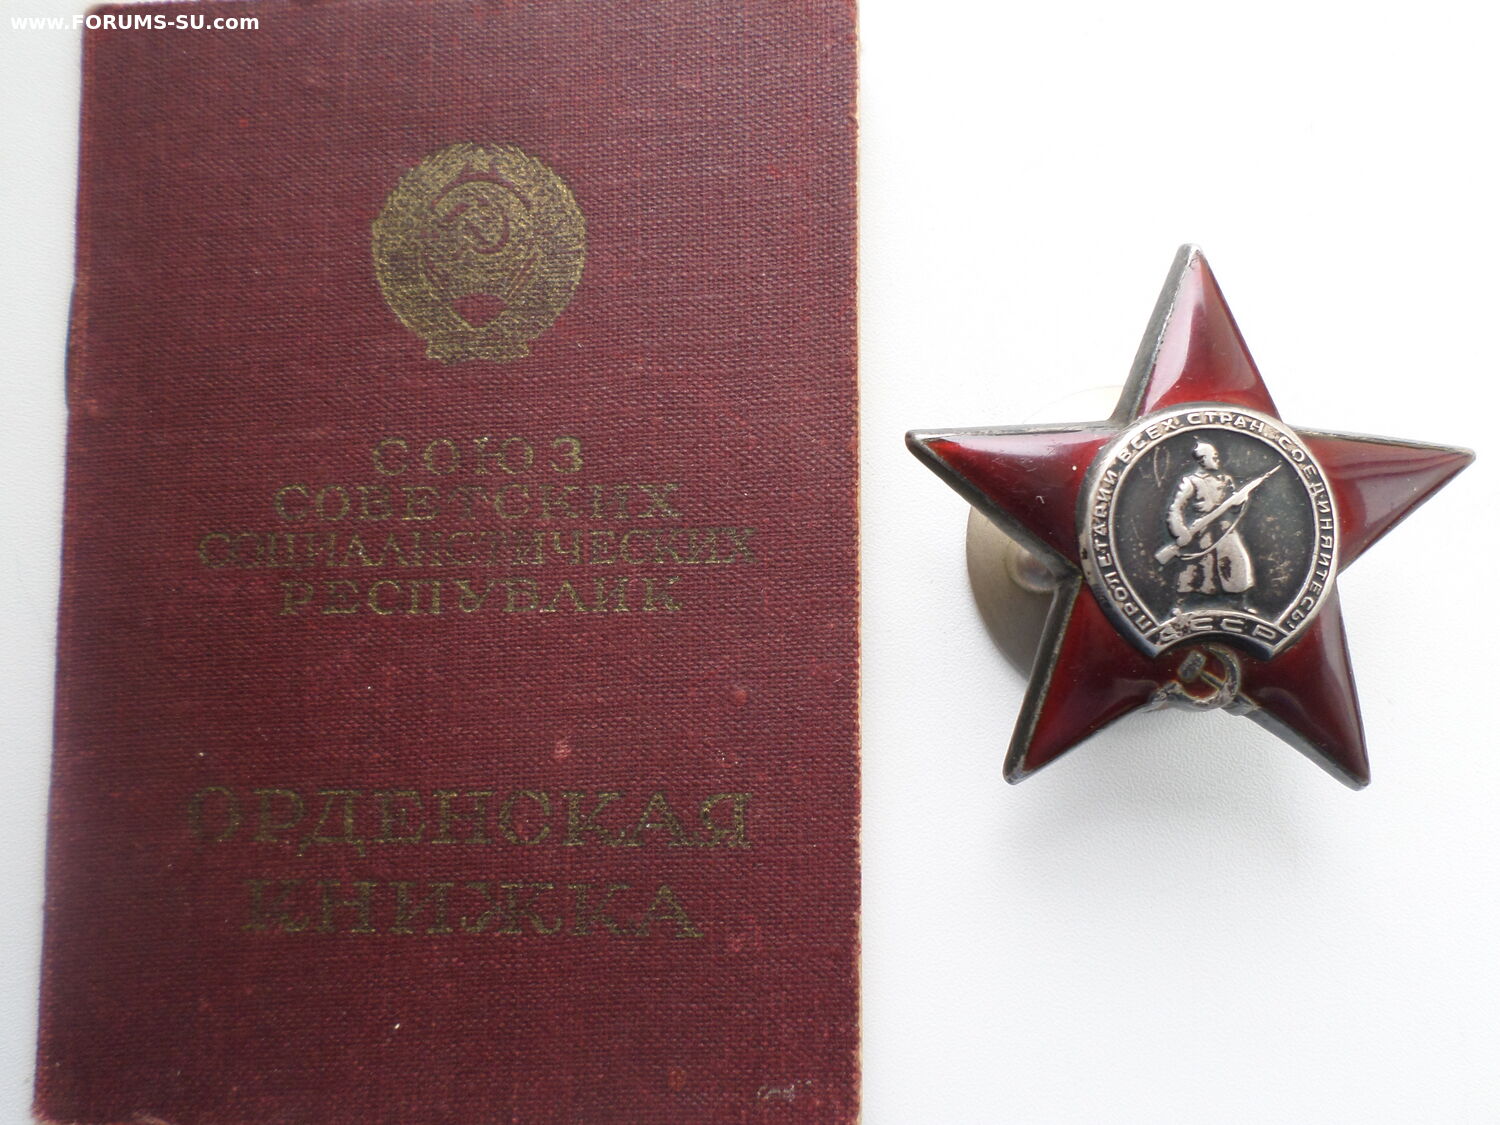 www.FORUMS-SU.com
СОЮЗ
СОВЕТСКИХ
СОЦИАЛИСТИЧЕСКИХ
РЕСПУБЛИК
ОРДЕНСКАЯ
КНИЖКА
ПРОЛЕТАРИИ ВСЕХ СТРАН СОЕДИНЯЙТЕСЬ!
СССР